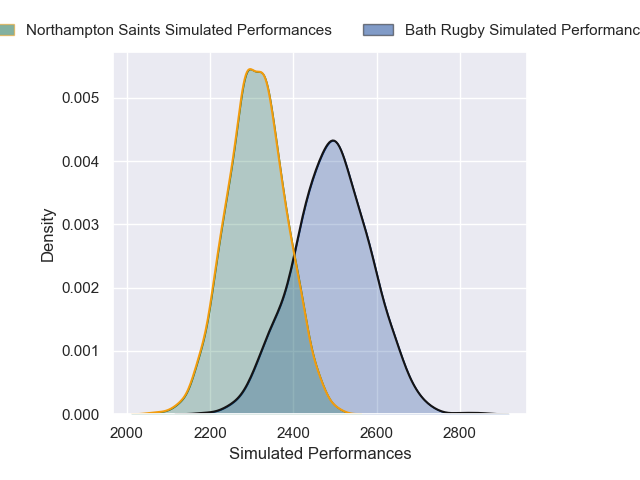 Northampton Saints Simulated Performances Bath Rugby Simulated Performanc
0.005
0.004
0.003
0.002
0.001
0.000
Density
2000 2200 2400 2600 2800
Simulated Performances